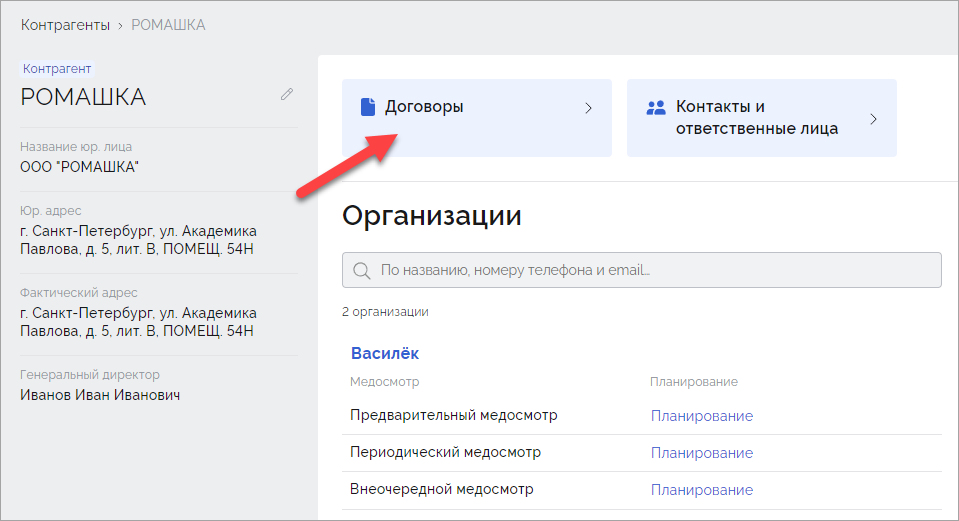 Контрагенты › РОМАШКА
Контрагент
РОМАШКА
Название юр. лица
ООО "РОМАШКА"
Юр. адрес
г. Санкт-Петербург, ул. Академика
Павлова, д. 5, лит. В, ПОМЕЩ. 54Н
Фактический адрес
г. Санкт-Петербург, ул. Академика
Павлова, д. 5, лит. В, ПОМЕЩ. 54Н
Генеральный директор
Иванов Иван Иванович
Договоры
Контакты и
ответственные лица
Организации
По названию, номеру телефона и email...
2 организации
Василёк
Медосмотр Планирование
Предварительный медосмотр Планирование
Периодический медосмотр Планирование
Внеочередной медосмотр Планирование